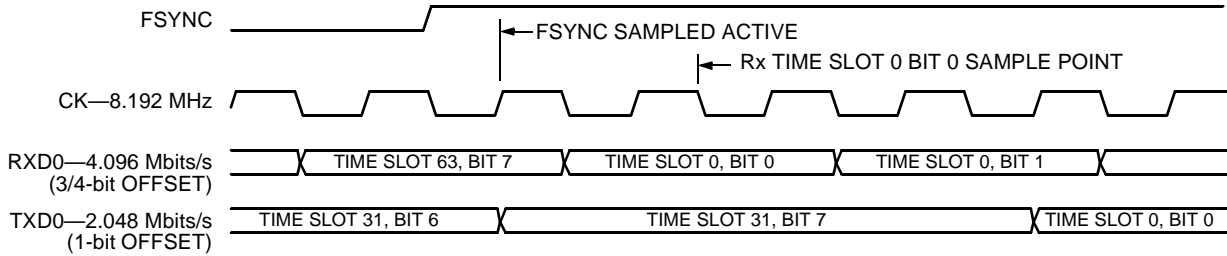 FSYNC
FSYNC SAMPLED ACTIVE
Rx TIME SLOT 0 BIT 0 SAMPLE POINT
CK—8.192 MHz
RXD0—4.096 Mbits/s
(3/4-bit OFFSET)
TIME SLOT 63, BIT 7
TIME SLOT 0, BIT 0
TIME SLOT 0, BIT 1
TXD0—2.048 Mbits/s
(1-bit OFFSET)
TIME SLOT 31, BIT 6
TIME SLOT 31, BIT 7
TIME SLOT 0, BIT 0